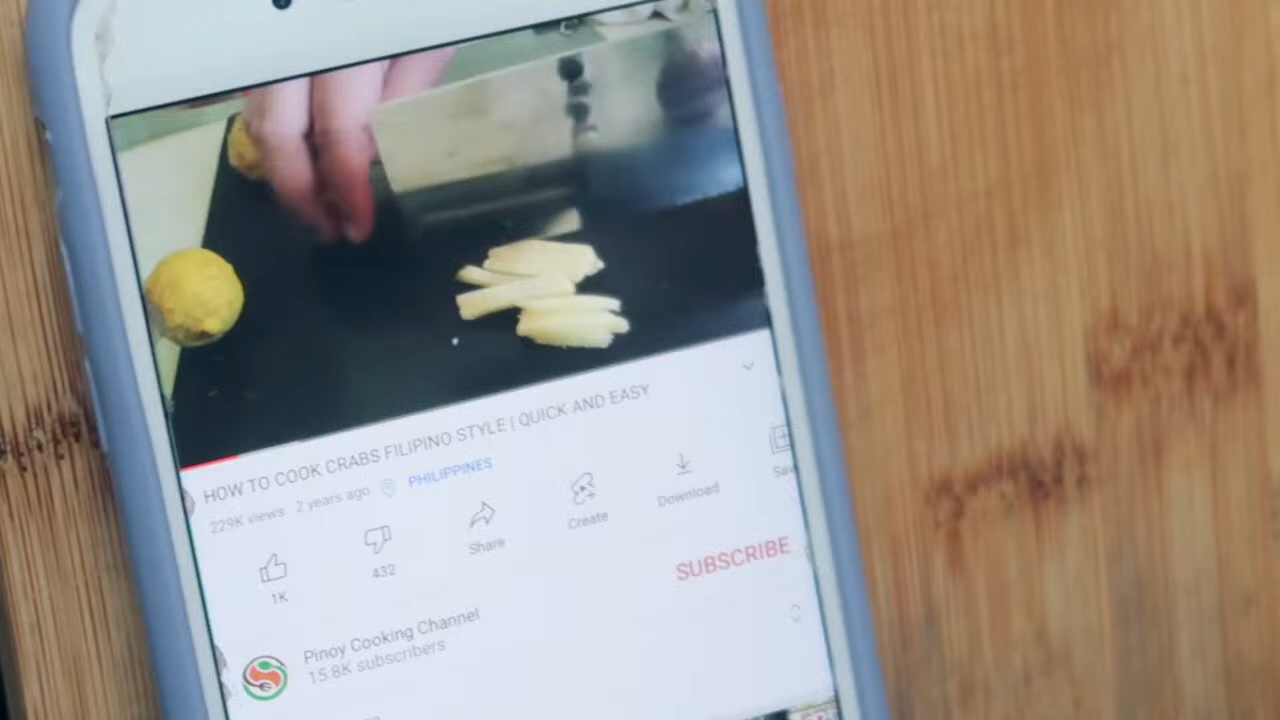 HOW TO COOK CRABS FILIPINO STYLE | QUICK AND EASY
229K views 2 years ago PHILIPPINES
1K
432
Share
Create
Download
Save
SUBSCRIBE
Pinoy Cooking Channel
15.8K subscribers